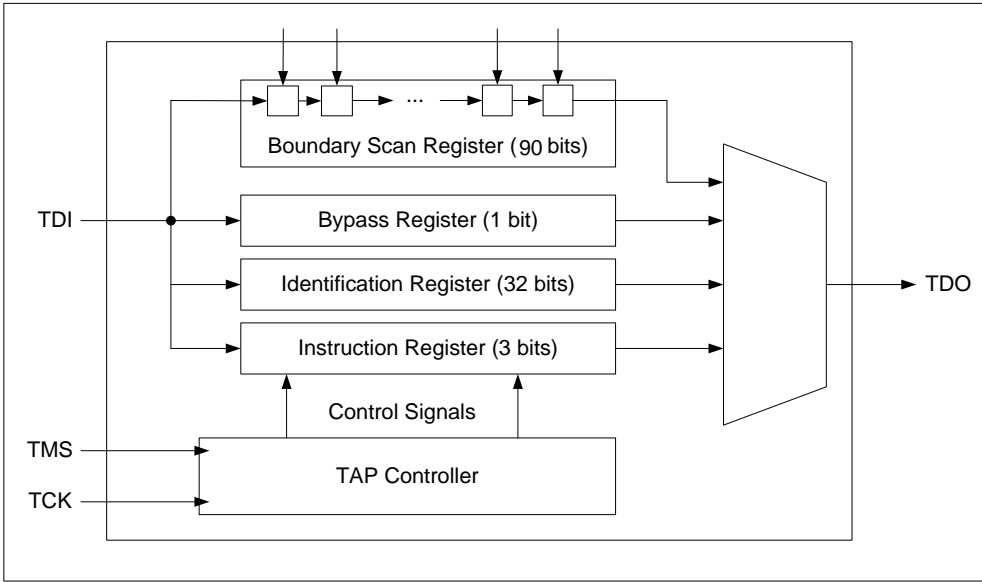 ...
Boundary Scan Register (90 bits)
TDI
Bypass Register (1 bit)
Identification Register (32 bits)
TDO
Instruction Register (3 bits)
Control Signals
TMS
TAP Controller
TCK